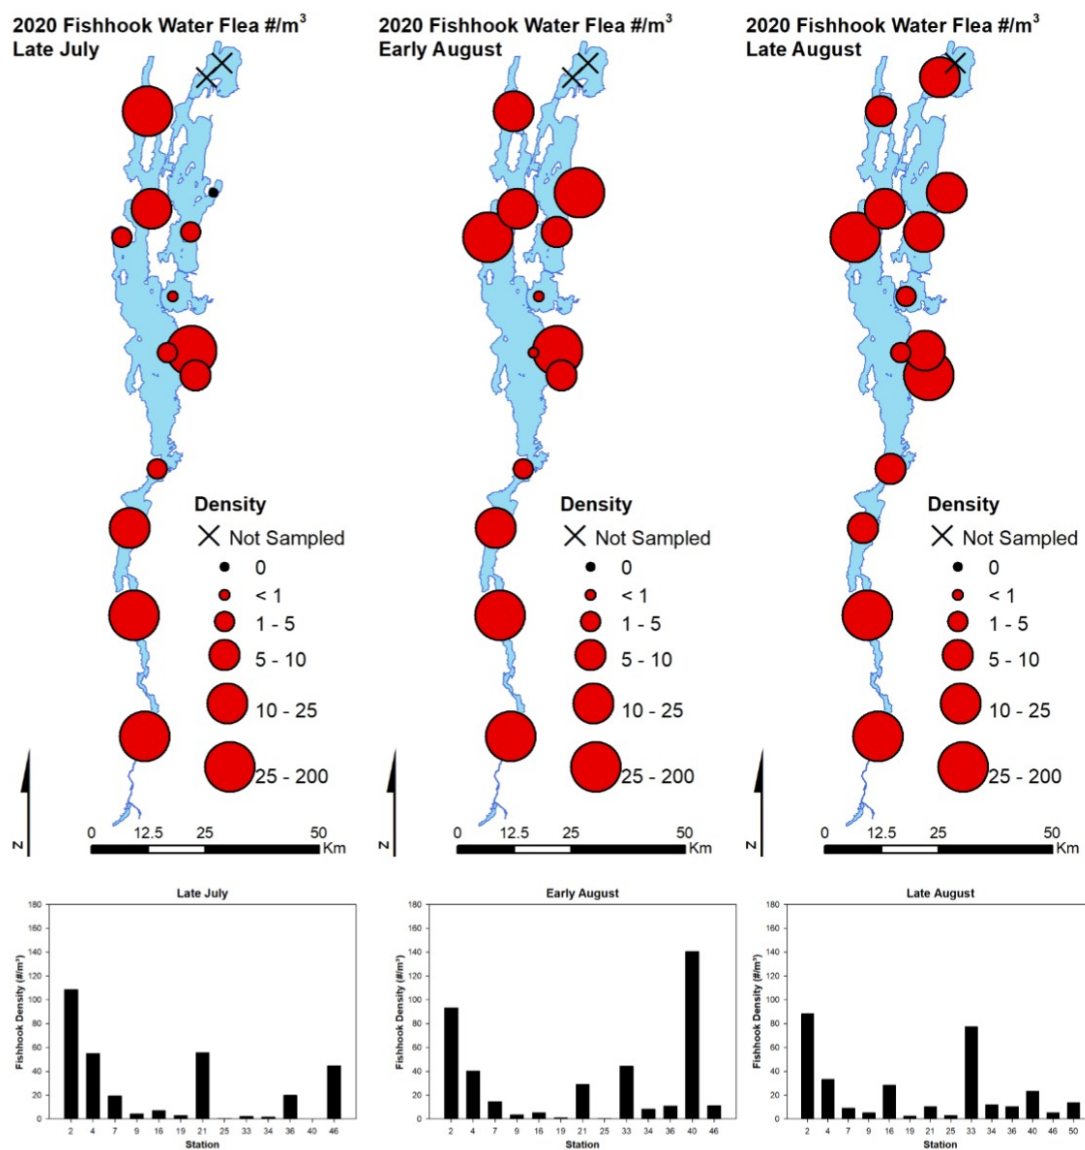 2020 Fishhook Water Flea #/m³
Late July
Density
Not Sampled
0
< 1
1 - 5
5 - 10
10 - 25
25 - 200
N
0 12.5 25 50
Km
2020 Fishhook Water Flea #/m³
Early August
Density
Not Sampled
0
< 1
1 - 5
5 - 10
10 - 25
25 - 200
N
0 12.5 25 50
Km
2020 Fishhook Water Flea #/m³
Late August
Density
Not Sampled
0
< 1
1 - 5
5 - 10
10 - 25
25 - 200
N
0 12.5 25 50
Km
Late July
Fishhook Density (#/m³)
180
160
140
120
100
80
60
40
20
0
2 4 7 9 16 19 21 25 33 34 36 40 46
Station
Early August
Fishhook Density (#/m³)
180
160
140
120
100
80
60
40
20
0
2 4 7 9 16 19 21 25 33 34 36 40 46
Station
Late August
Fishhook Density (#/m³)
180
160
140
120
100
80
60
40
20
0
2 4 7 9 16 19 21 25 33 34 36 40 46 50
Station